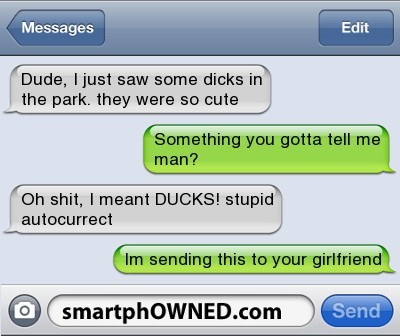 Messages
Edit
Dude, I just saw some dicks in
the park. they were so cute
Something you gotta tell me
man?
Oh shit, I meant DUCKS! stupid
autocurrect
Im sending this to your girlfriend
smartphOWNED.com
Send